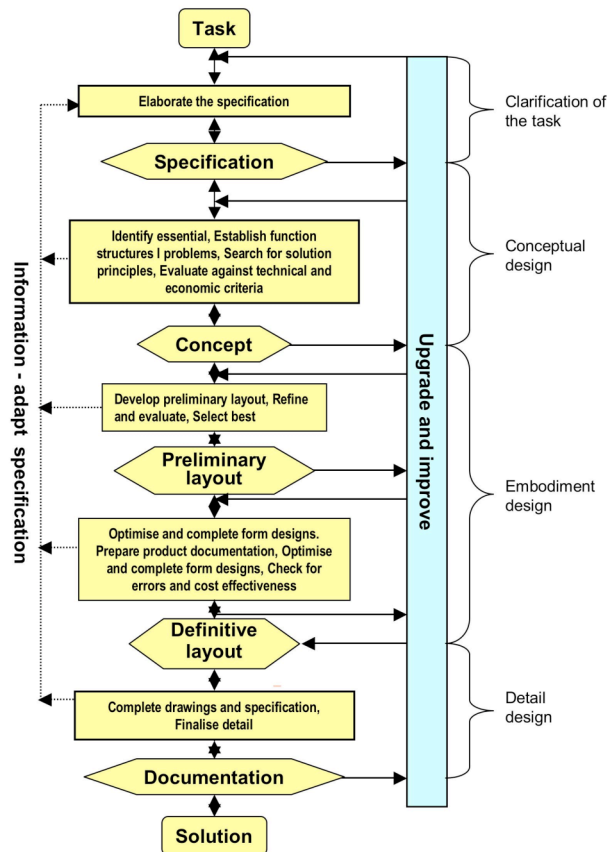 Task
Elaborate the specification
Specification
Identify essential, Establish function
structures I problems, Search for solution
principles, Evaluate against technical and
economic criteria
Concept
Develop preliminary layout, Refine
and evaluate, Select best
Preliminary
layout
Optimise and complete form designs.
Prepare product documentation, Optimise
and complete form designs, Check for
errors and cost effectiveness
Definitive
layout
Complete drawings and specification,
Finalise detail
Documentation
Solution
Information - adapt specification
Upgrade and improve
Clarification of
the task
Conceptual
design
Embodiment
design
Detail
design